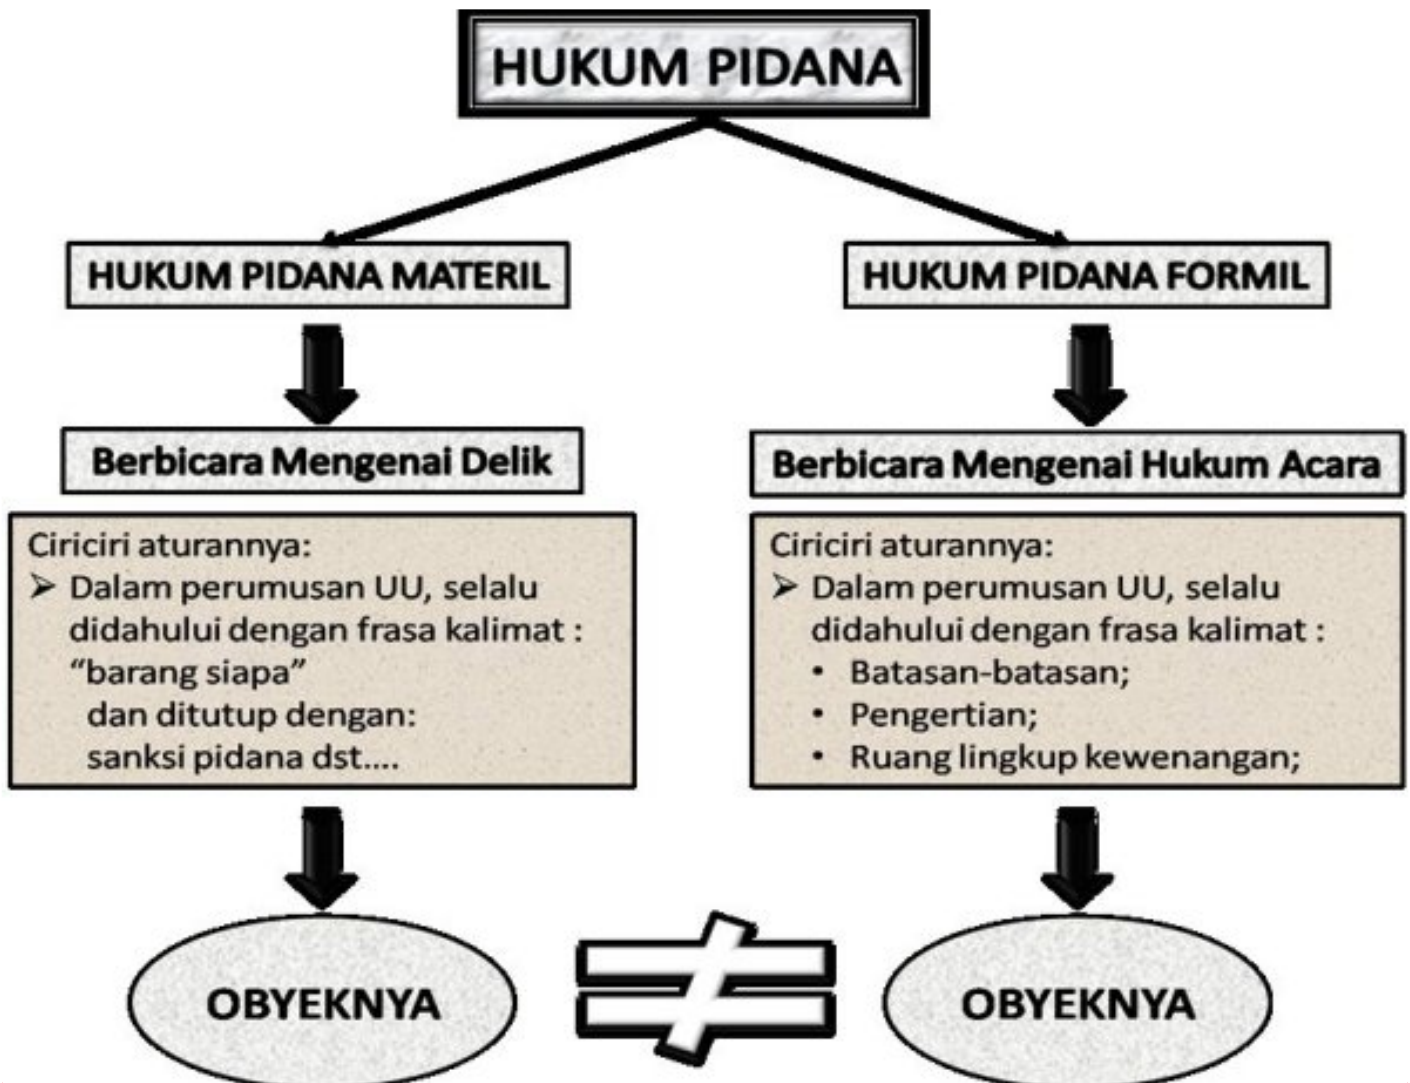 HUKUM PIDANA
HUKUM PIDANA MATERIL
Berbicara Mengenai Delik
Ciriciri aturannya:
➢ Dalam perumusan UU, selalu
didahului dengan frasa kalimat :
“barang siapa”
dan ditutup dengan:
sanksi pidana dst....
OBYEKNYA
≠
HUKUM PIDANA FORMIL
Berbicara Mengenai Hukum Acara
Ciriciri aturannya:
➢ Dalam perumusan UU, selalu
didahului dengan frasa kalimat :
• Batasan-batasan;
• Pengertian;
• Ruang lingkup kewenangan;
OBYEKNYA